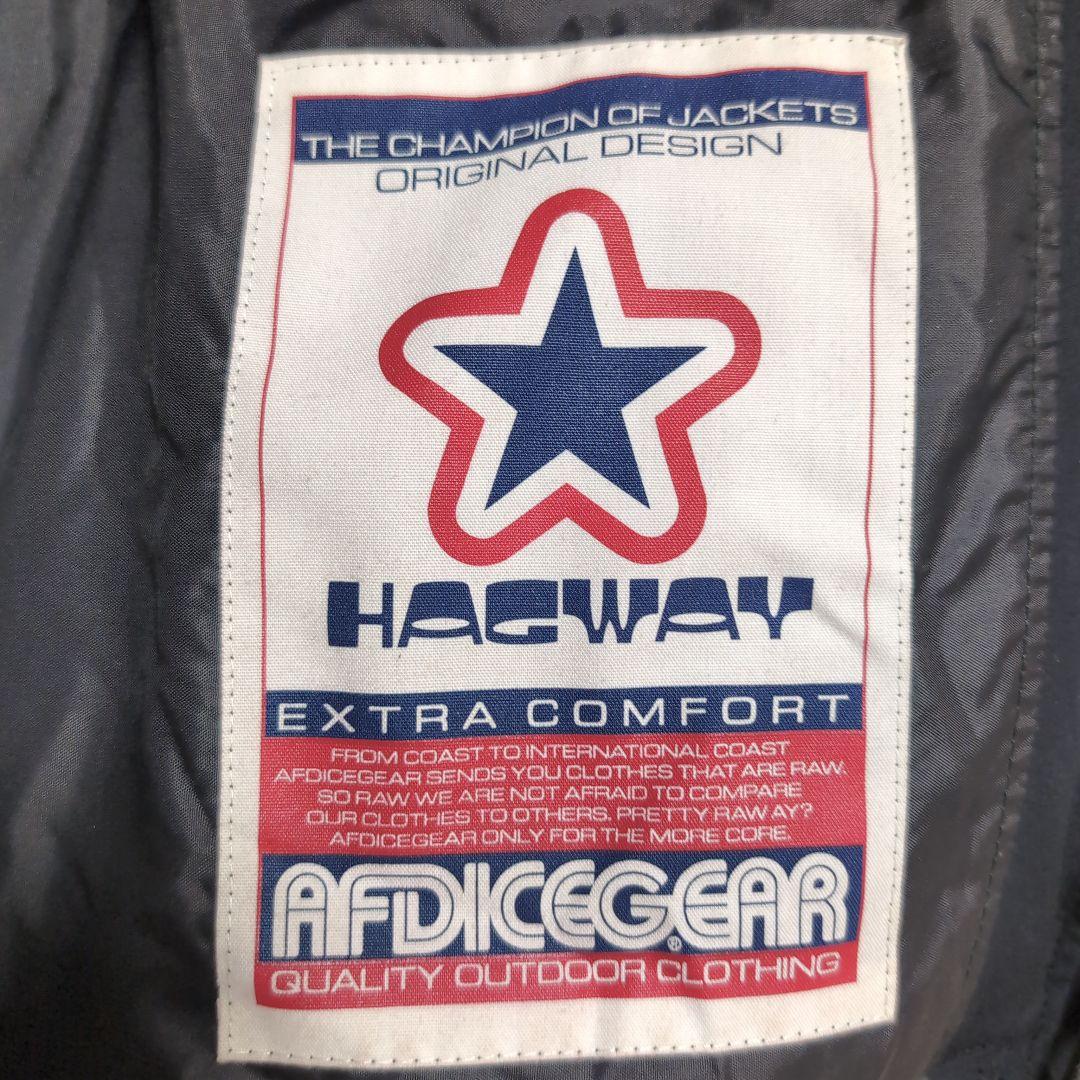 THE CHAMPION OF JACKETS
ORIGINAL DESIGN
HAGWAY
EXTRA COMFORT
FROM COAST TO INTERNATIONAL COAST
AFDICEGEAR SENDS YOU CLOTHES THAT ARE RAW.
SO RAW WE ARE NOT AFRAID TO COMPARE
OUR CLOTHES TO OTHERS. PRETTY RAW AY?
AFDICEGEAR ONLY FOR THE MORE CORE.
AFDICEGEAR®
QUALITY OUTDOOR CLOTHING